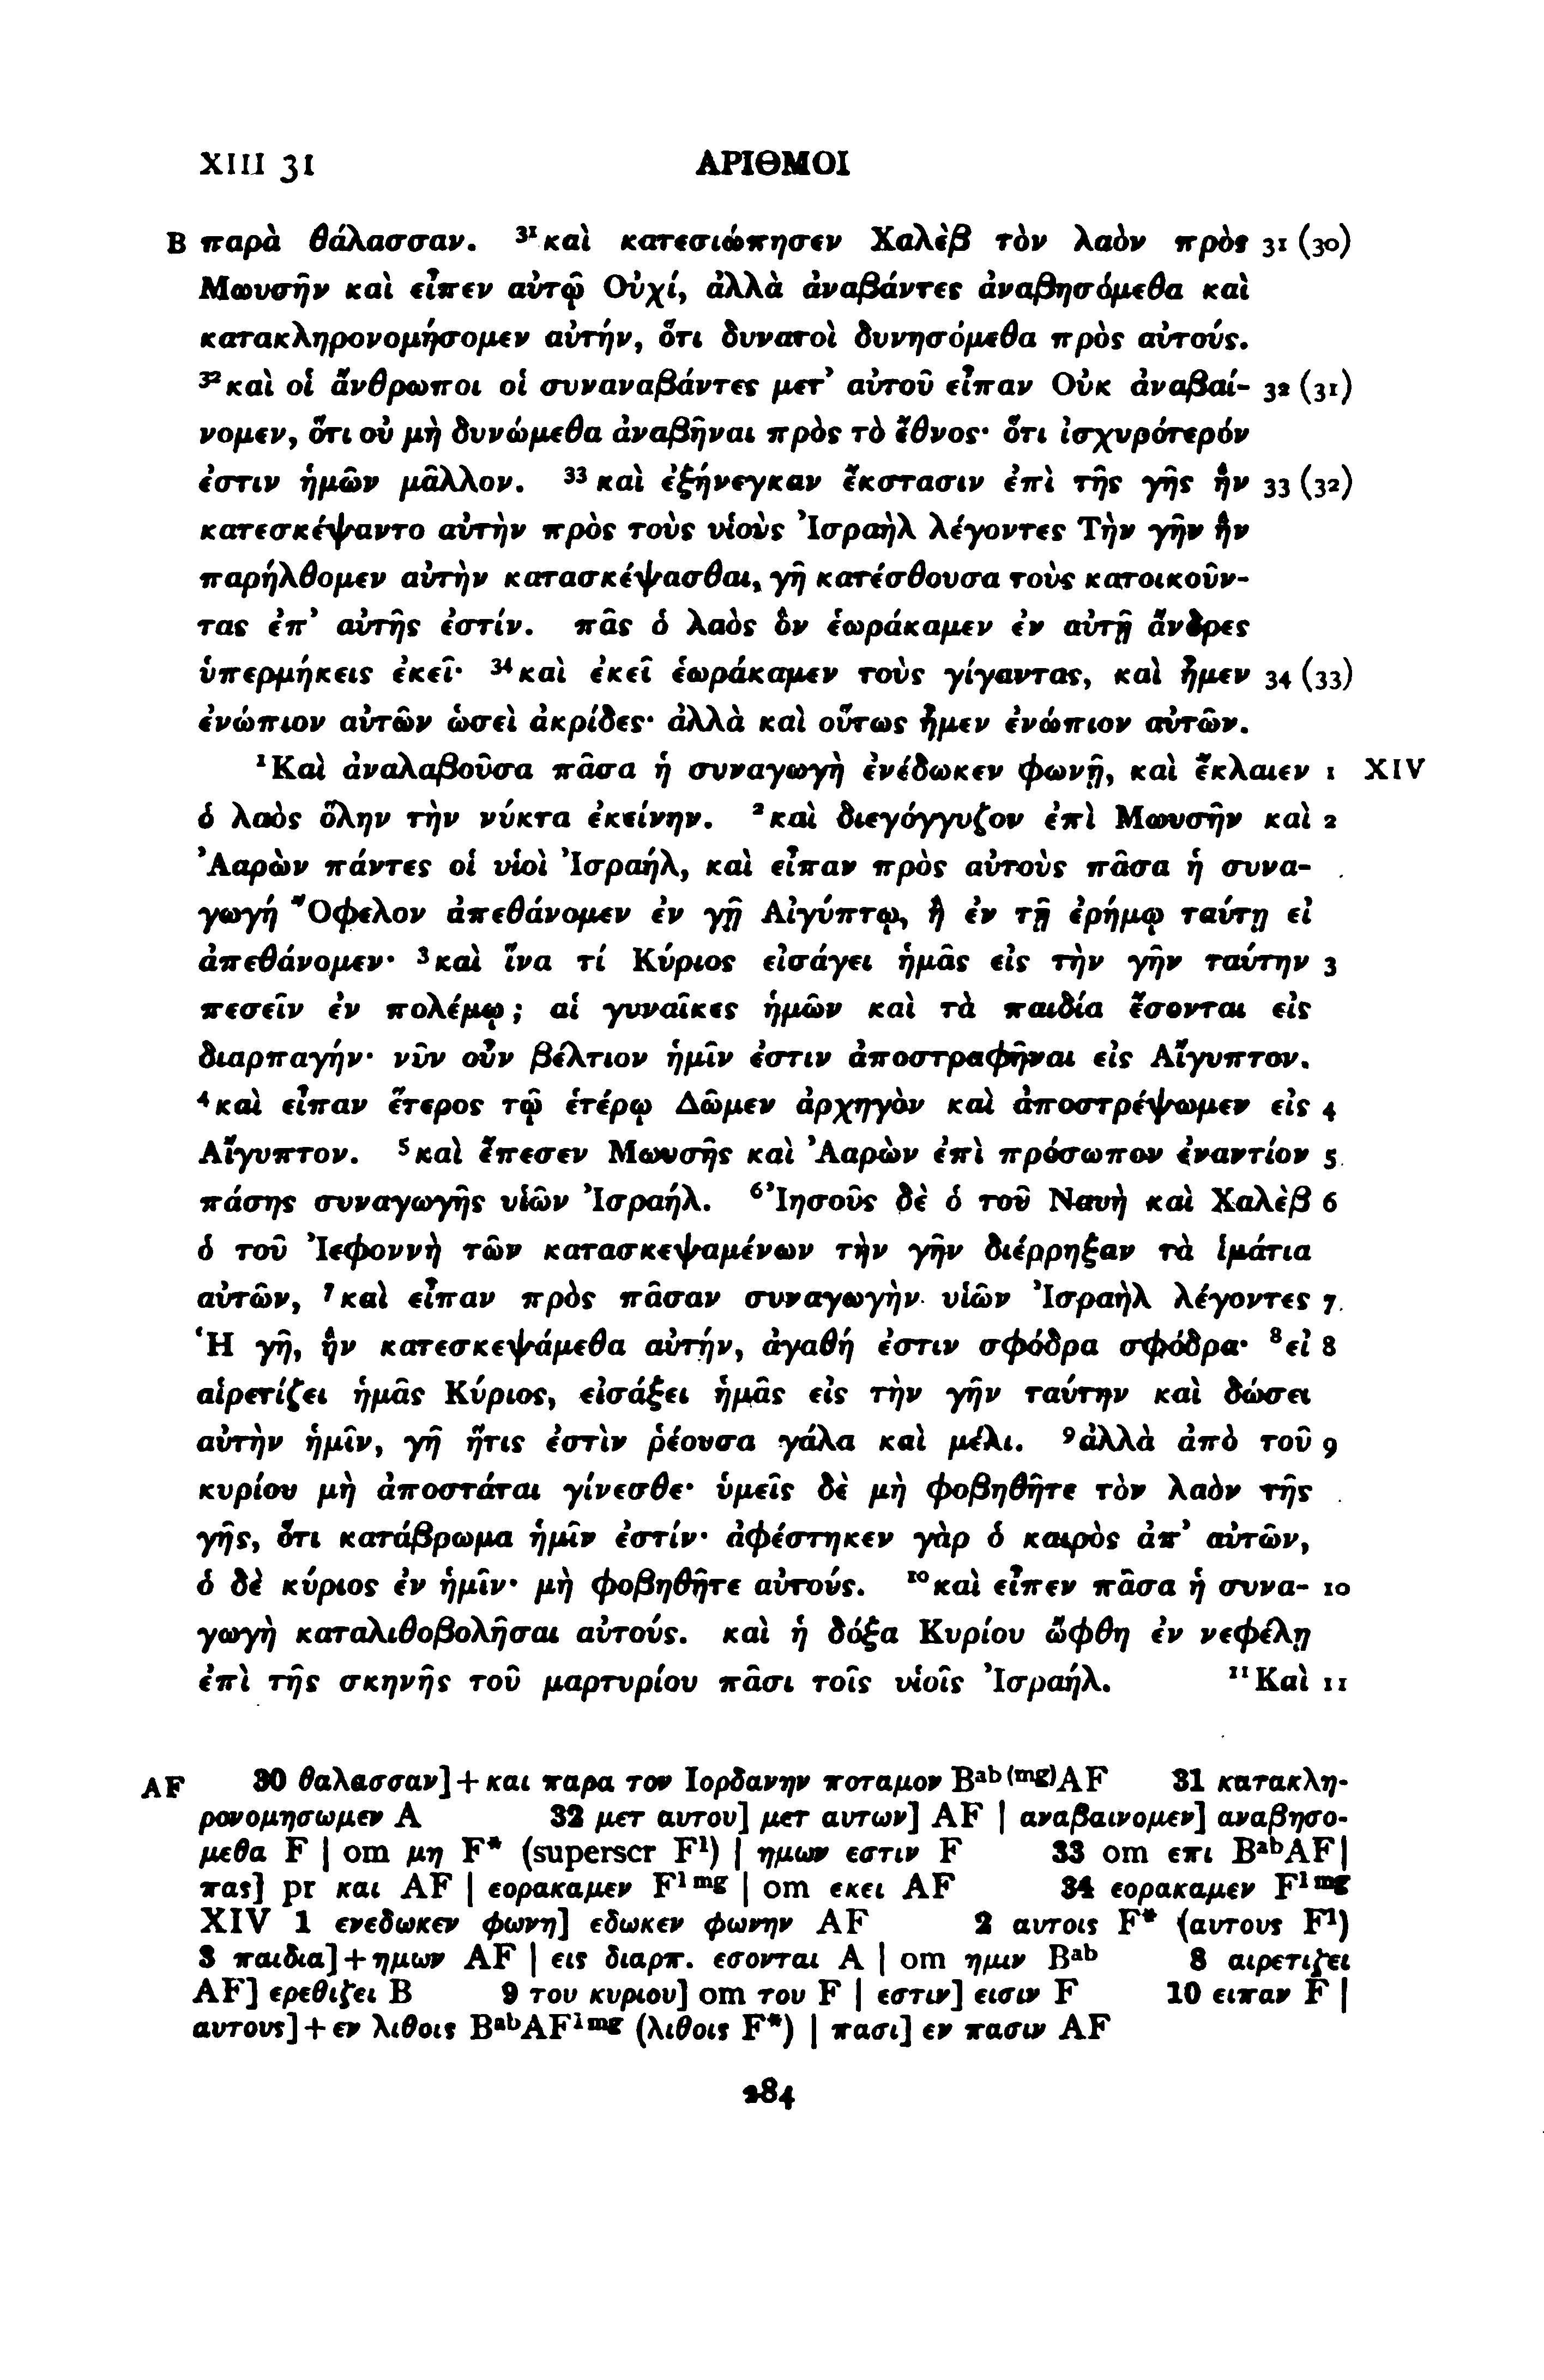 XIII 31 ΑΡΙΘΜΟΙ
B παρὰ θάλασσαν. ³¹καὶ κατεσιώπησεν Χαλὲβ τὸν λαὸν πρὸς 31 (30)
Μωυσῆν καὶ εἶπεν αὐτῷ Οὐχί, ἀλλὰ ἀναβάντες ἀναβησόμεθα καὶ
κατακληρονομήσομεν αὐτήν, ὅτι δυνατοὶ δυνησόμεθα πρὸς αὐτούς.
³²καὶ οἱ ἄνθρωποι οἱ συναναβάντες μετ’ αὐτοῦ εἶπαν Οὐκ ἀναβαί- 32 (31)
νομεν, ὅτι οὐ μὴ δυνώμεθα ἀναβῆναι πρὸς τὸ ἔθνος· ὅτι ἰσχυρότερόν
ἐστιν ἡμῶν μᾶλλον. ³³καὶ ἐξήνεγκαν ἔκστασιν ἐπὶ τῆς γῆς ἣν 33 (32)
κατεσκέψαντο αὐτὴν πρὸς τοὺς υἱοὺς Ἰσραὴλ λέγοντες Τὴν γῆν ἣν
παρήλθομεν αὐτὴν κατασκέψασθαι, γῆ κατέσθουσα τοὺς κατοικοῦν-
τας ἐπ’ αὐτῆς ἐστίν. πᾶς ὁ λαὸς ὃν ἑωράκαμεν ἐν αὐτῇ ἄνδρες
ὑπερμήκεις ἐκεῖ· ³⁴καὶ ἐκεῖ ἑωράκαμεν τοὺς γίγαντας, καὶ ἦμεν 34 (33)
ἐνώπιον αὐτῶν ὡσεὶ ἀκρίδες· ἀλλὰ καὶ οὕτως ἦμεν ἐνώπιον αὐτῶν.
¹Καὶ ἀναλαβοῦσα πᾶσα ἡ συναγωγὴ ἐνέδωκεν φωνῇ, καὶ ἔκλαιεν 1 XIV
ὁ λαὸς ὅλην τὴν νύκτα ἐκείνην. ²καὶ διεγόγγυζον ἐπὶ Μωυσῆν καὶ 2
Ἀαρὼν πάντες οἱ υἱοὶ Ἰσραήλ, καὶ εἶπαν πρὸς αὐτοὺς πᾶσα ἡ συνα-
γωγή Ὄφελον ἀπεθάνομεν ἐν γῇ Αἰγύπτῳ, ἢ ἐν τῇ ἐρήμῳ ταύτῃ εἰ
ἀπεθάνομεν· ³καὶ ἵνα τί Κύριος εἰσάγει ἡμᾶς εἰς τὴν γῆν ταύτην 3
πεσεῖν ἐν πολέμῳ; αἱ γυναῖκες ἡμῶν καὶ τὰ παιδία ἔσονται εἰς
διαρπαγήν· νῦν οὖν βέλτιον ἡμῖν ἐστιν ἀποστραφῆναι εἰς Αἴγυπτον.
⁴καὶ εἶπαν ἕτερος τῷ ἑτέρῳ Δῶμεν ἀρχηγὸν καὶ ἀποστρέψωμεν εἰς 4
Αἴγυπτον. ⁵καὶ ἔπεσεν Μωυσῆς καὶ Ἀαρὼν ἐπὶ πρόσωπον ἐναντίον 5
πάσης συναγωγῆς υἱῶν Ἰσραήλ. ⁶Ἰησοῦς δὲ ὁ τοῦ Ναυὴ καὶ Χαλὲβ 6
ὁ τοῦ Ἰεφοννὴ τῶν κατασκεψαμένων τὴν γῆν διέρρηξαν τὰ ἱμάτια
αὐτῶν, ⁷καὶ εἶπαν πρὸς πᾶσαν συναγωγὴν υἱῶν Ἰσραὴλ λέγοντες 7
Ἡ γῆ, ἣν κατεσκεψάμεθα αὐτήν, ἀγαθή ἐστιν σφόδρα σφόδρα· ⁸εἰ 8
αἱρετίζει ἡμᾶς Κύριος, εἰσάξει ἡμᾶς εἰς τὴν γῆν ταύτην καὶ δώσει
αὐτὴν ἡμῖν, γῆ ἥτις ἐστὶν ῥέουσα γάλα καὶ μέλι. ⁹ἀλλὰ ἀπὸ τοῦ 9
κυρίου μὴ ἀποστάται γίνεσθε· ὑμεῖς δὲ μὴ φοβηθῆτε τὸν λαὸν τῆς
γῆς, ὅτι κατάβρωμα ἡμῖν ἐστίν· ἀφέστηκεν γὰρ ὁ καιρὸς ἀπ’ αὐτῶν,
ὁ δὲ κύριος ἐν ἡμῖν· μὴ φοβηθῆτε αὐτούς. ¹⁰καὶ εἶπεν πᾶσα ἡ συνα- 10
γωγὴ καταλιθοβολῆσαι αὐτούς. καὶ ἡ δόξα Κυρίου ὤφθη ἐν νεφέλῃ
ἐπὶ τῆς σκηνῆς τοῦ μαρτυρίου πᾶσι τοῖς υἱοῖς Ἰσραήλ. ¹¹Καὶ 11
AF 30 θαλασσαν] + και παρα τον Ιορδανην ποταμον Bᵃᵇ⁽ᵐᵍ⁾AF 31 κατακλη-
ρονομησωμεν A 32 μετ αυτου] μετ αυτων] AF | αναβαινομεν] αναβησο-
μεθα F | om μη F* (superscr F¹) | ημων εστιν F 33 om επι BᵃᵇAF |
πας] pr και AF | εορακαμεν F¹ᵐᵍ | om εκει AF 34 εορακαμεν F¹ᵐᵍ
XIV 1 ενεδωκεν φωνη] εδωκεν φωνην AF 2 αυτοις F* (αυτους F¹)
3 παιδια] + ημων AF | εις διαρπ. εσονται A | om ημιν Bᵃᵇ 8 αιρετιζει
AF] ερεθιζει B 9 του κυριου] om του F | εστιν] εισιν F 10 ειπαν F |
αυτους] + εν λιθοις BᵃᵇAF¹ᵐᵍ (λιθοις F*) | πασι] εν πασιν AF
284